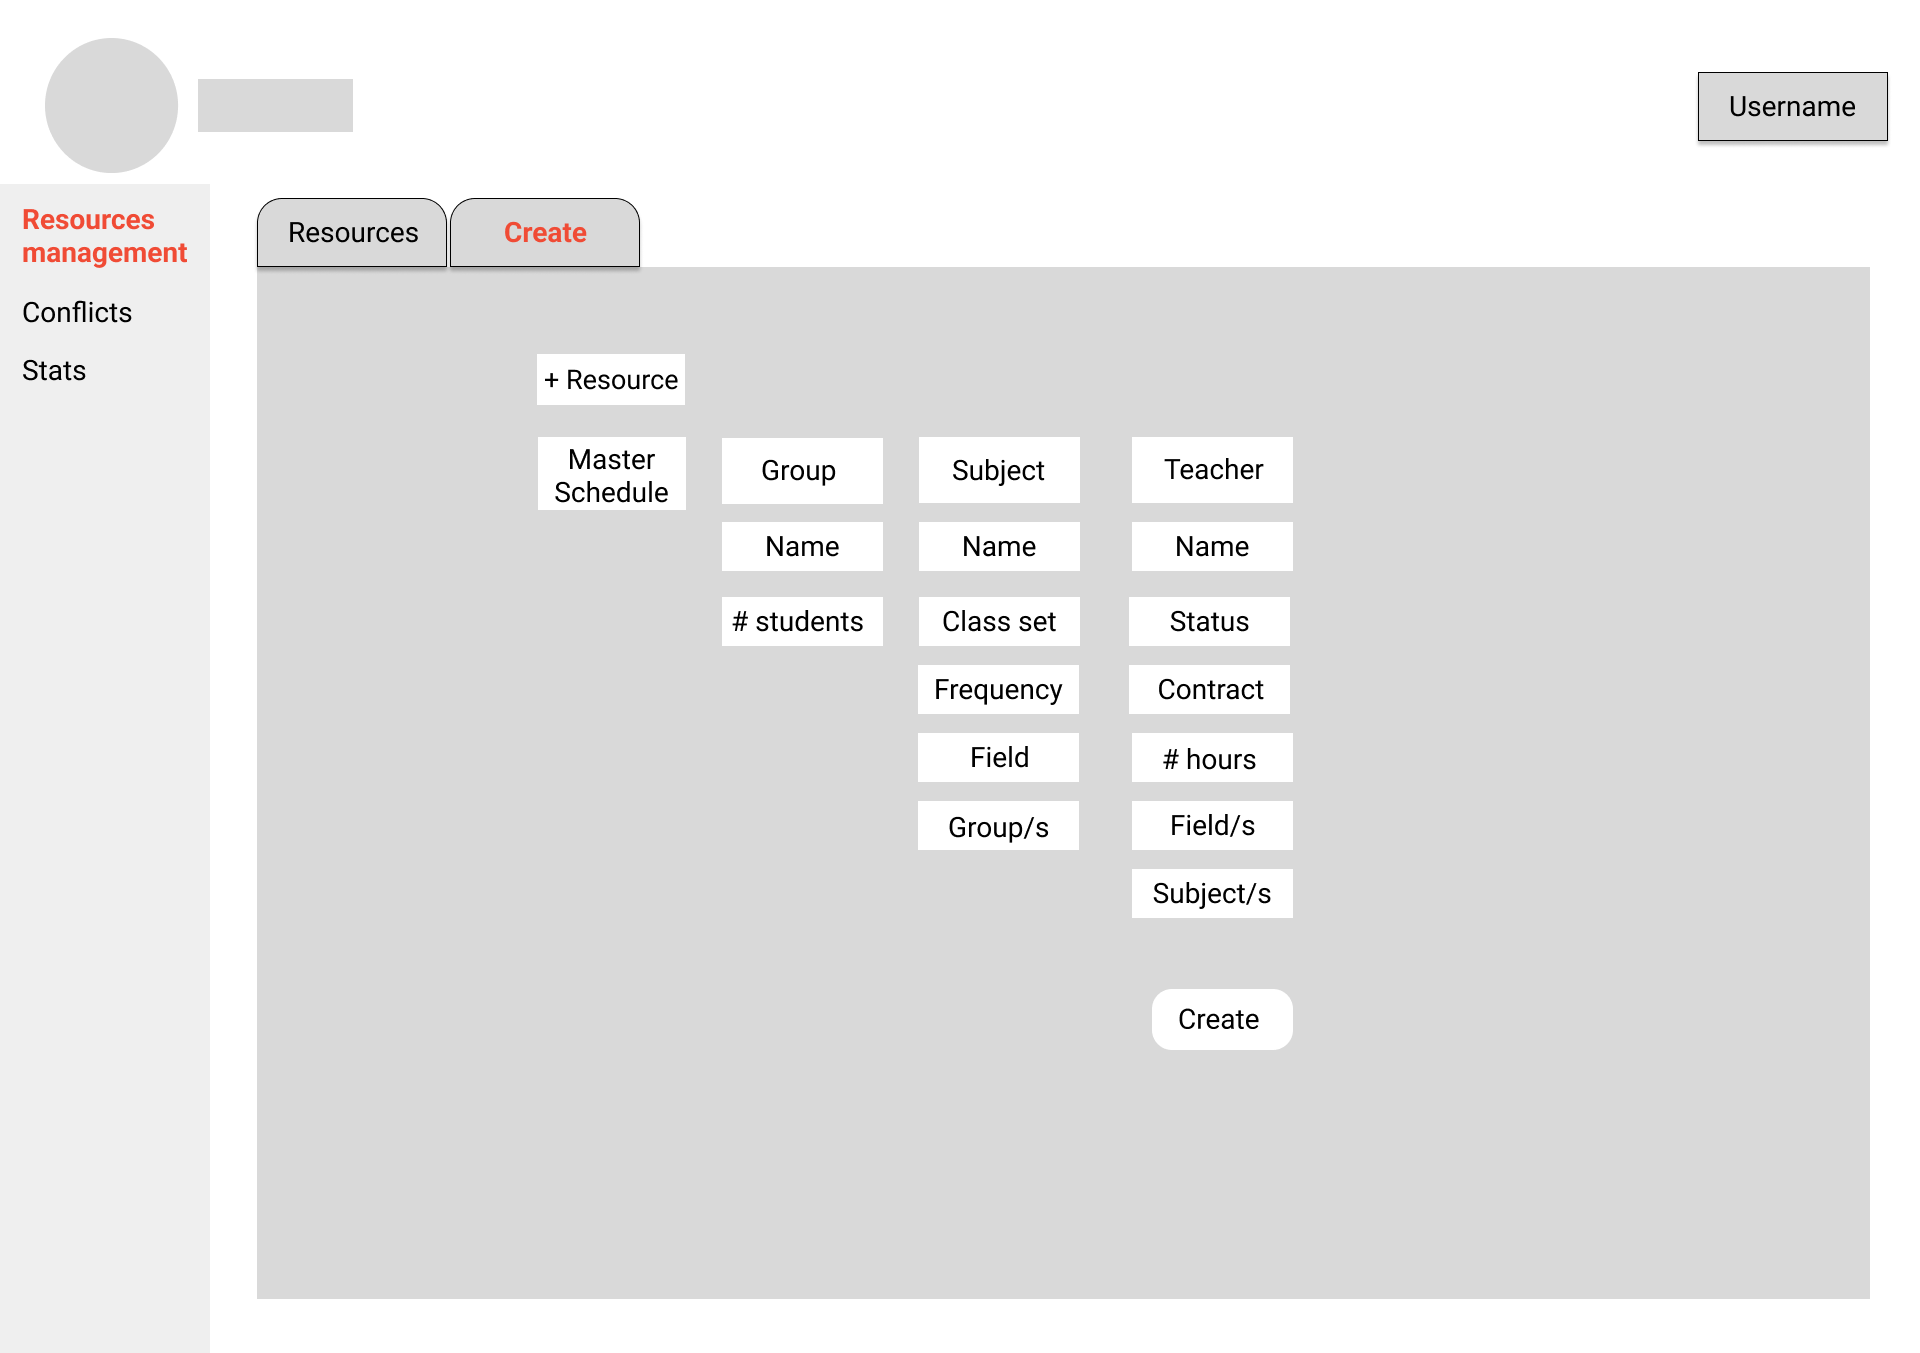 Username
Resources
management
Conflicts
Stats
Resources
Create
+ Resource
Master
Schedule
Group
Subject
Teacher
Name
Name
Name
# students
Class set
Status
Frequency
Contract
Field
# hours
Group/s
Field/s
Subject/s
Create